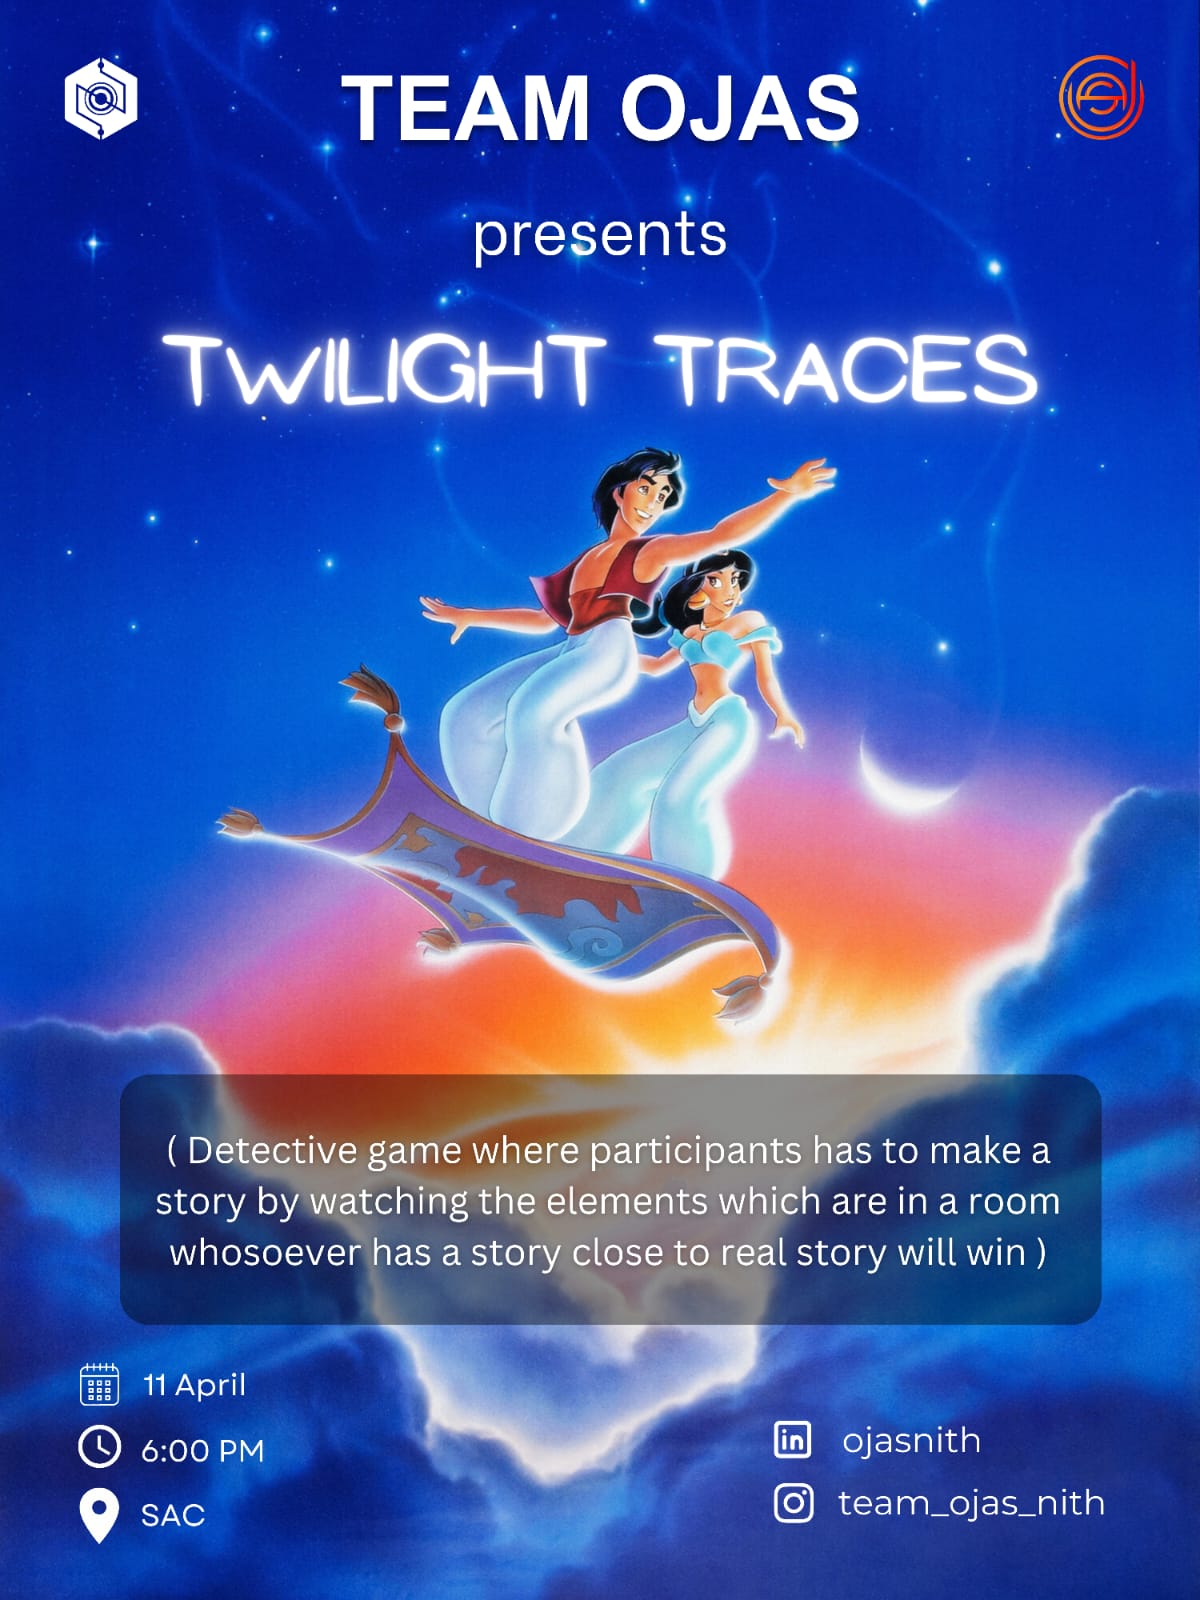 TEAM OJAS
presents
TWILIGHT TRACES
( Detective game where participants has to make a
story by watching the elements which are in a room
whosoever has a story close to real story will win )
11 April
6:00 PM
SAC
in ojasnith
team_ojas_nith